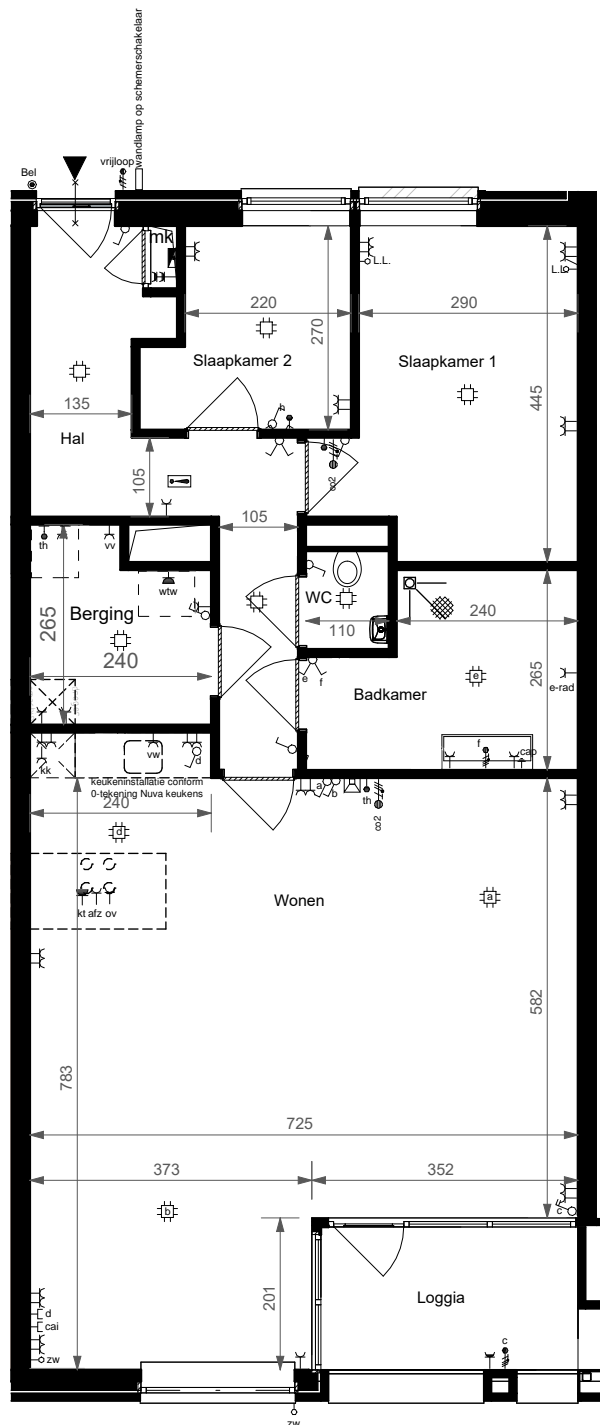 wandlamp op schemerschakelaar
Bel
vrijloop
mk
L.L.
L.L.
220
290
270
Slaapkamer 2
Slaapkamer 1
445
135
Hal
b
105
co2
105
th
vv
wtw
WC
Berging
265
240
110
240
265
e
f
Badkamer
e
e-rad
f
cap
kk
vw
d
keukeninstallatie conform
0-tekening Nuva keukens
a
b
th
co2
240
d
Wonen
a
kt afz ov
582
783
725
373
352
b
c
201
Loggia
d
cai
zw
c
zw